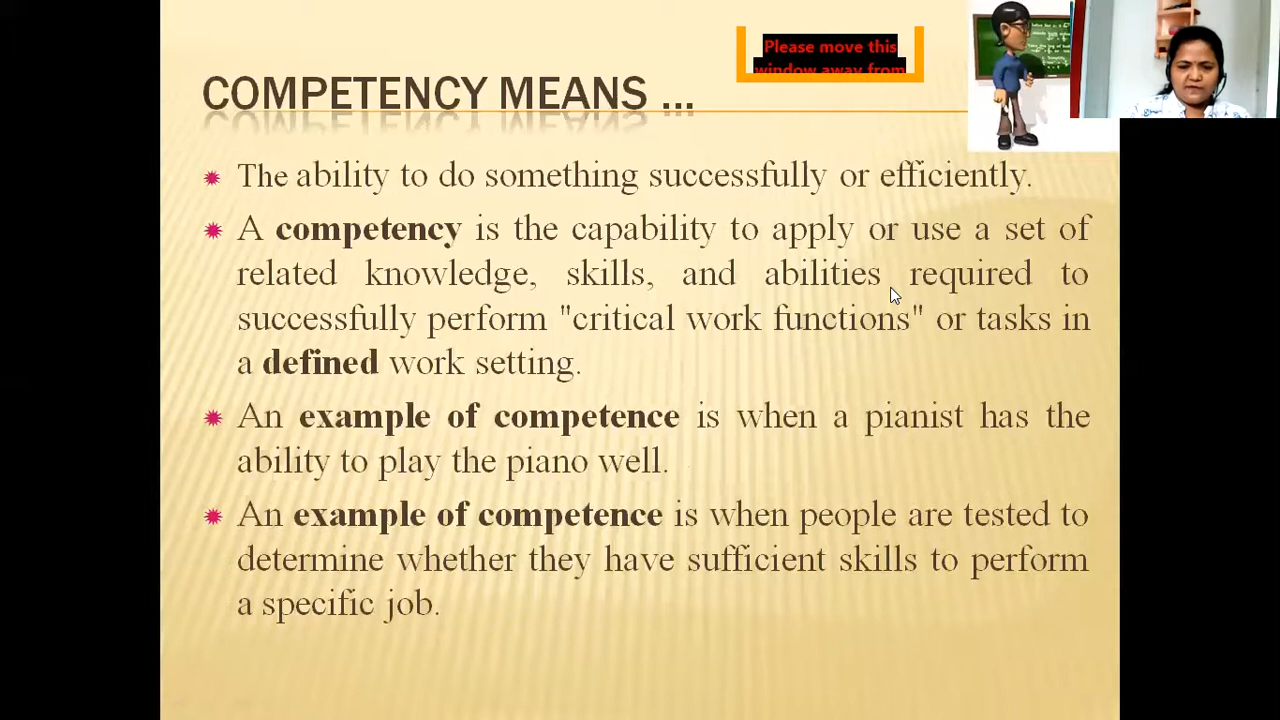 Please move this
window away from
COMPETENCY MEANS ...
The ability to do something successfully or efficiently.
A competency is the capability to apply or use a set of
related knowledge, skills, and abilities required to
successfully perform "critical work functions" or tasks in
a defined work setting.
An example of competence is when a pianist has the
ability to play the piano well.
An example of competence is when people are tested to
determine whether they have sufficient skills to perform
a specific job.